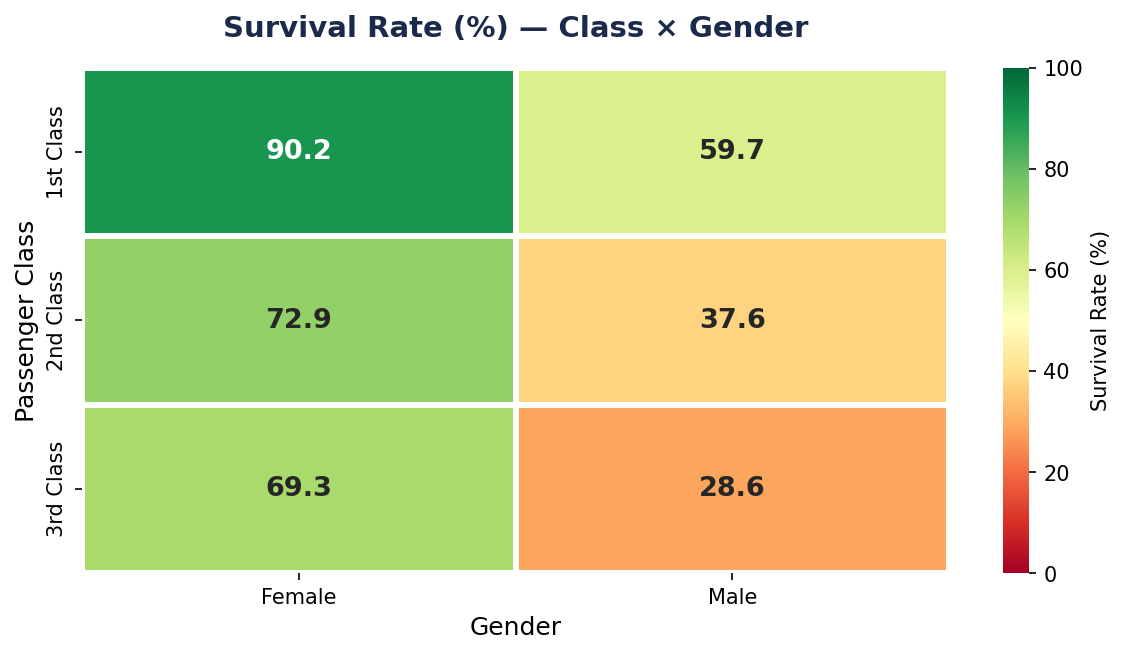 Survival Rate (%) — Class × Gender
Passenger Class
1st Class
90.2
59.7
2nd Class
72.9
37.6
3rd Class
69.3
28.6
Female
Male
Gender
100
80
60
40
20
0
Survival Rate (%)